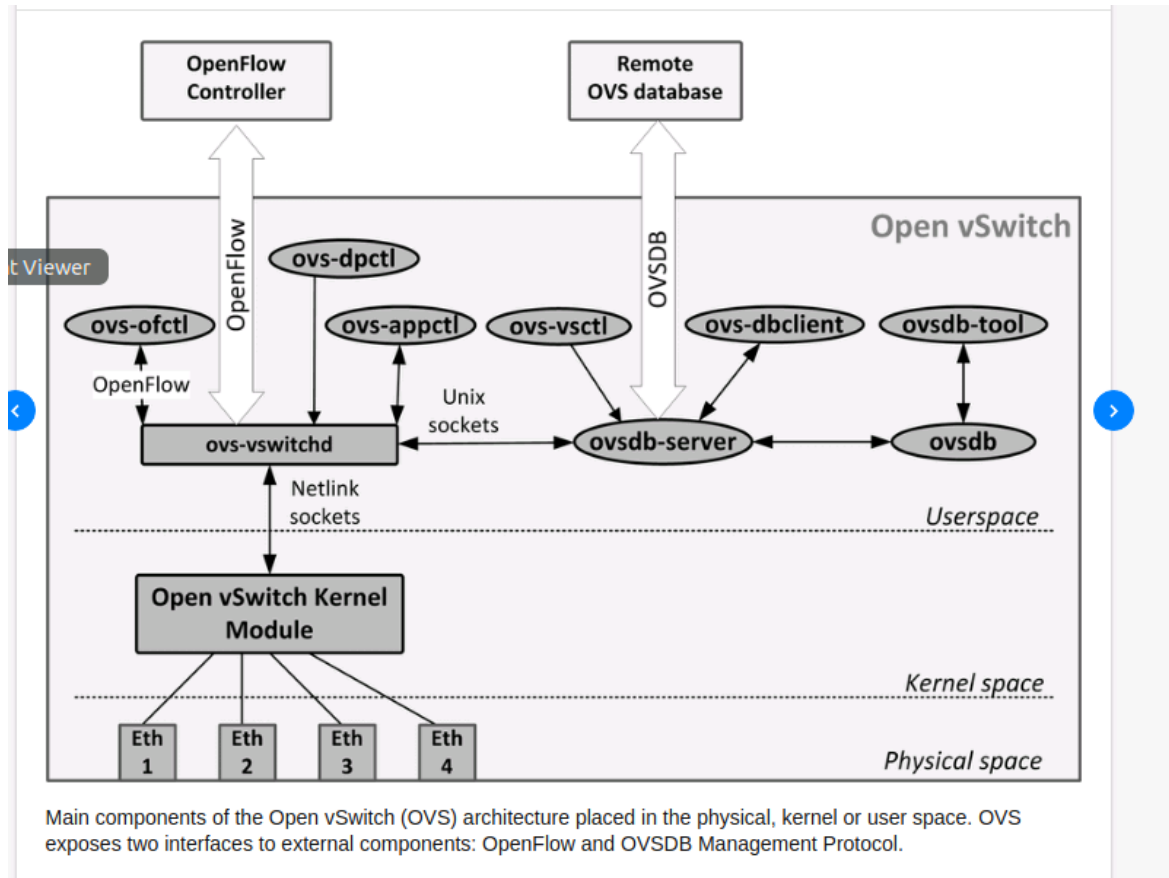 OpenFlow
Controller
Remote
OVS database
Open vSwitch
OpenFlow
OVSDB
t Viewer
ovs-dpctl
ovs-ofctl
ovs-appctl
ovs-vsctl
ovs-dbclient
ovsdb-tool
OpenFlow
Unix
sockets
ovs-vswitchd
ovsdb-server
ovsdb
Netlink
sockets
Userspace
Open vSwitch Kernel
Module
Kernel space
Eth
1
Eth
2
Eth
3
Eth
4
Physical space
Main components of the Open vSwitch (OVS) architecture placed in the physical, kernel or user space. OVS
exposes two interfaces to external components: OpenFlow and OVSDB Management Protocol.